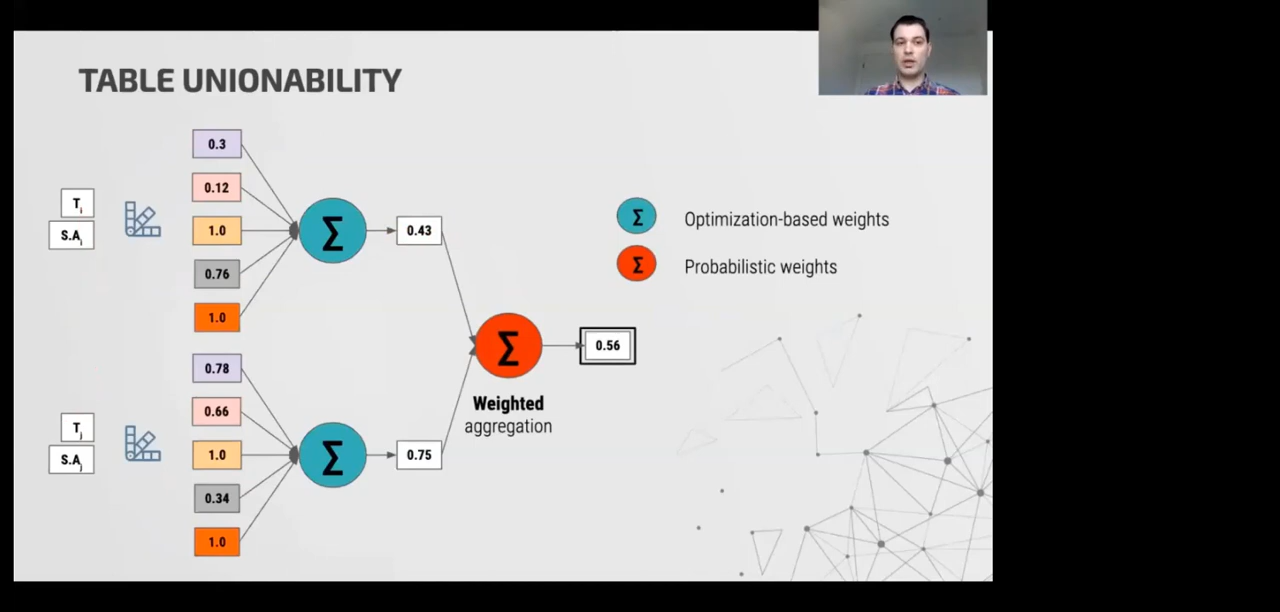 TABLE UNIONABILITY
0.3
0.12
1.0
0.76
1.0
Ti
S.Ai
Σ
0.43
Σ
Optimization-based weights
Σ
Probabilistic weights
Σ
0.56
Weighted
aggregation
0.78
0.66
1.0
0.34
1.0
Tj
S.Aj
Σ
0.75